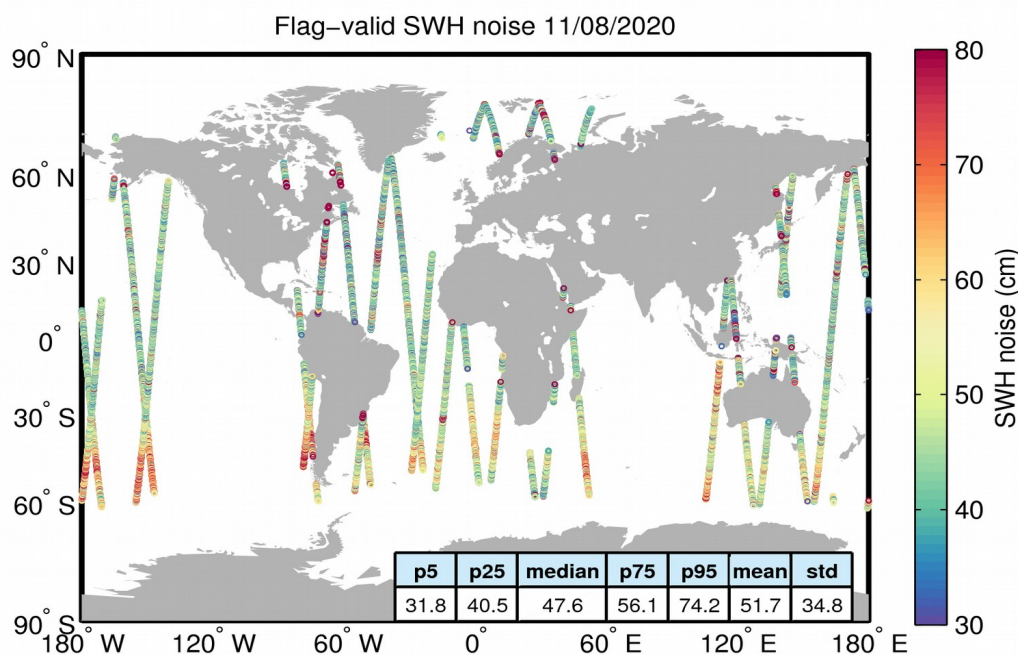 Flag-valid SWH noise 11/08/2020
90° N
60° N
30° N
0°
30° S
60° S
90° S
180° W
120° W
60° W
0°
60° E
120° E
180° E
80
70
60
50
40
30
SWH noise (cm)
p5 p25 median p75 p95 mean std
31.8 40.5 47.6 56.1 74.2 51.7 34.8